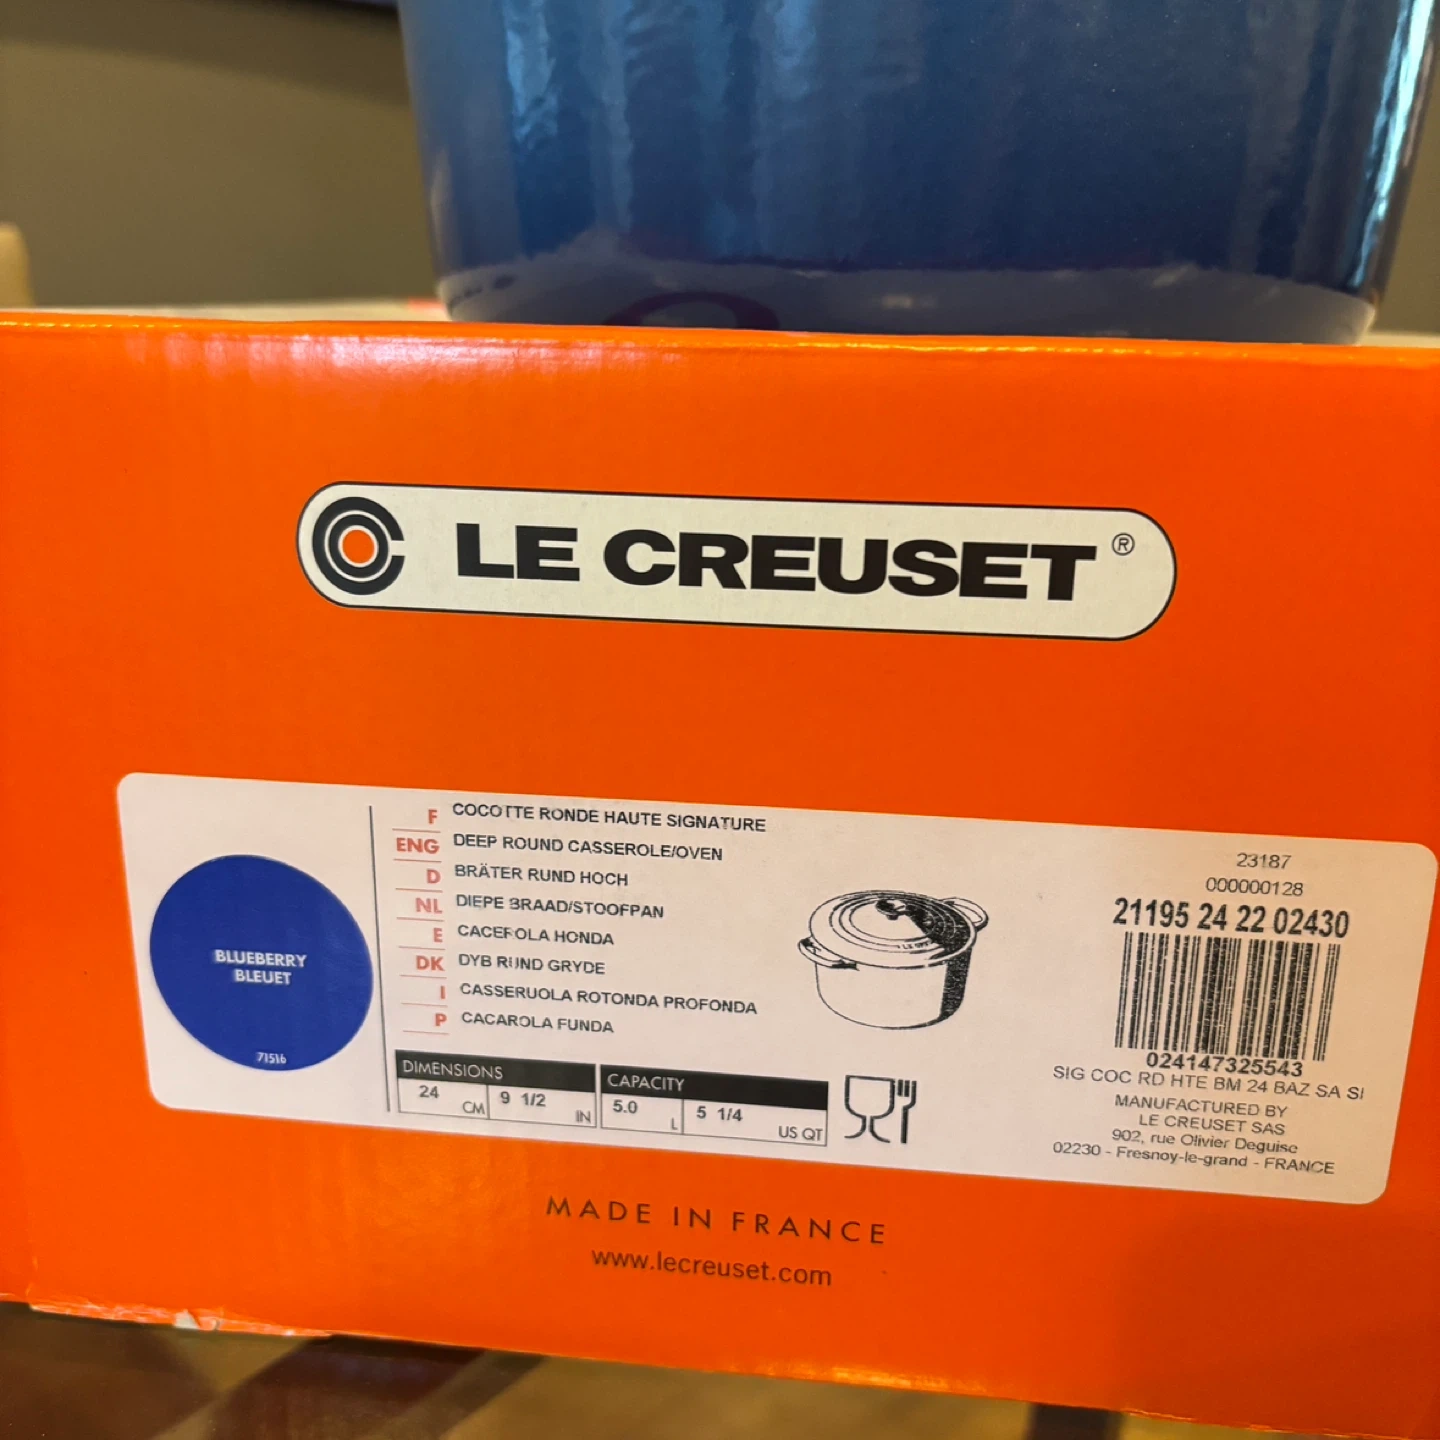 LE CREUSET ®
BLUEBERRY
BLEUET
71516
F COCOTTE RONDE HAUTE SIGNATURE
ENG DEEP ROUND CASSEROLE/OVEN
D BRÄTER RUND HOCH
NL DIEPE BRAAD/STOOFPAN
E CACEROLA HONDA
DK DYB RUND GRYDE
I CASSERUOLA ROTONDA PROFONDA
P CACAROLA FUNDA
DIMENSIONS
24 CM 9 1/2 IN
CAPACITY
5.0 L 5 1/4 US QT
23187
000000128
21195 24 22 02430
024147325543
SIG COC RD HTE BM 24 BAZ SA SI
MANUFACTURED BY
LE CREUSET SAS
902, rue Olivier Deguise
02230 - Fresnoy-le-grand - FRANCE
MADE IN FRANCE
www.lecreuset.com